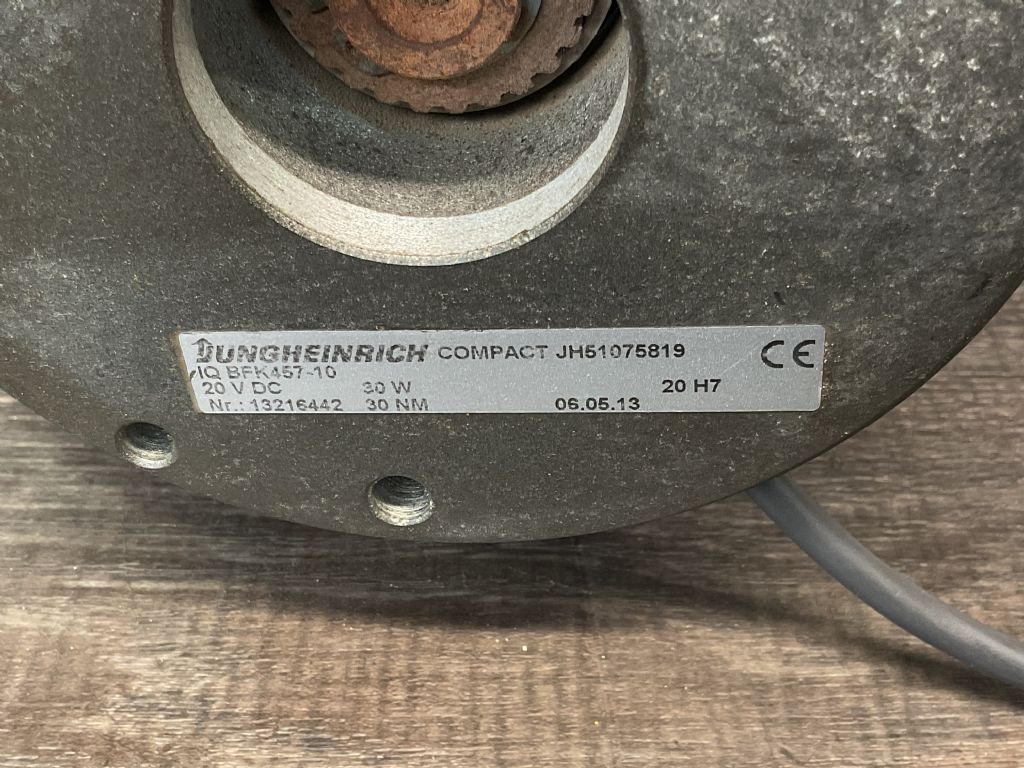 JUNGHEINRICH COMPACT JH51075819 CE
IQ BFK457-10
20 V DC 30 W 20 H7
Nr.: 13216442 30 NM 06.05.13